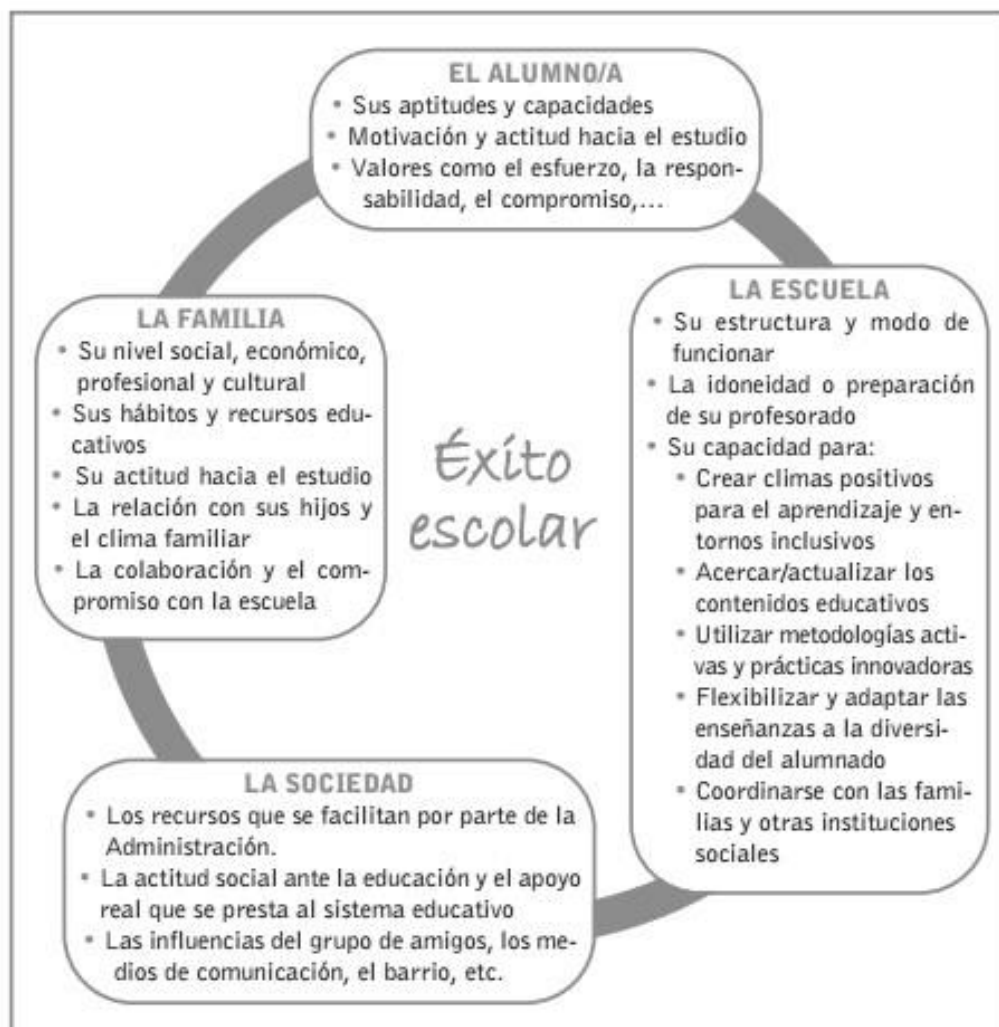 EL ALUMNO/A
• Sus aptitudes y capacidades
• Motivación y actitud hacia el estudio
• Valores como el esfuerzo, la respon-
sabilidad, el compromiso,...
LA FAMILIA
• Su nivel social, económico,
profesional y cultural
• Sus hábitos y recursos edu-
cativos
• Su actitud hacia el estudio
• La relación con sus hijos y
el clima familiar
• La colaboración y el com-
promiso con la escuela
Éxito
escolar
LA ESCUELA
• Su estructura y modo de
funcionar
• La idoneidad o preparación
de su profesorado
• Su capacidad para:
• Crear climas positivos
para el aprendizaje y en-
tornos inclusivos
• Acercar/actualizar los
contenidos educativos
• Utilizar metodologías acti-
vas y prácticas innovadoras
• Flexibilizar y adaptar las
enseñanzas a la diversi-
dad del alumnado
• Coordinarse con las fami-
lias y otras instituciones
sociales
LA SOCIEDAD
• Los recursos que se facilitan por parte de la
Administración.
• La actitud social ante la educación y el apoyo
real que se presta al sistema educativo
• Las influencias del grupo de amigos, los me-
dios de comunicación, el barrio, etc.